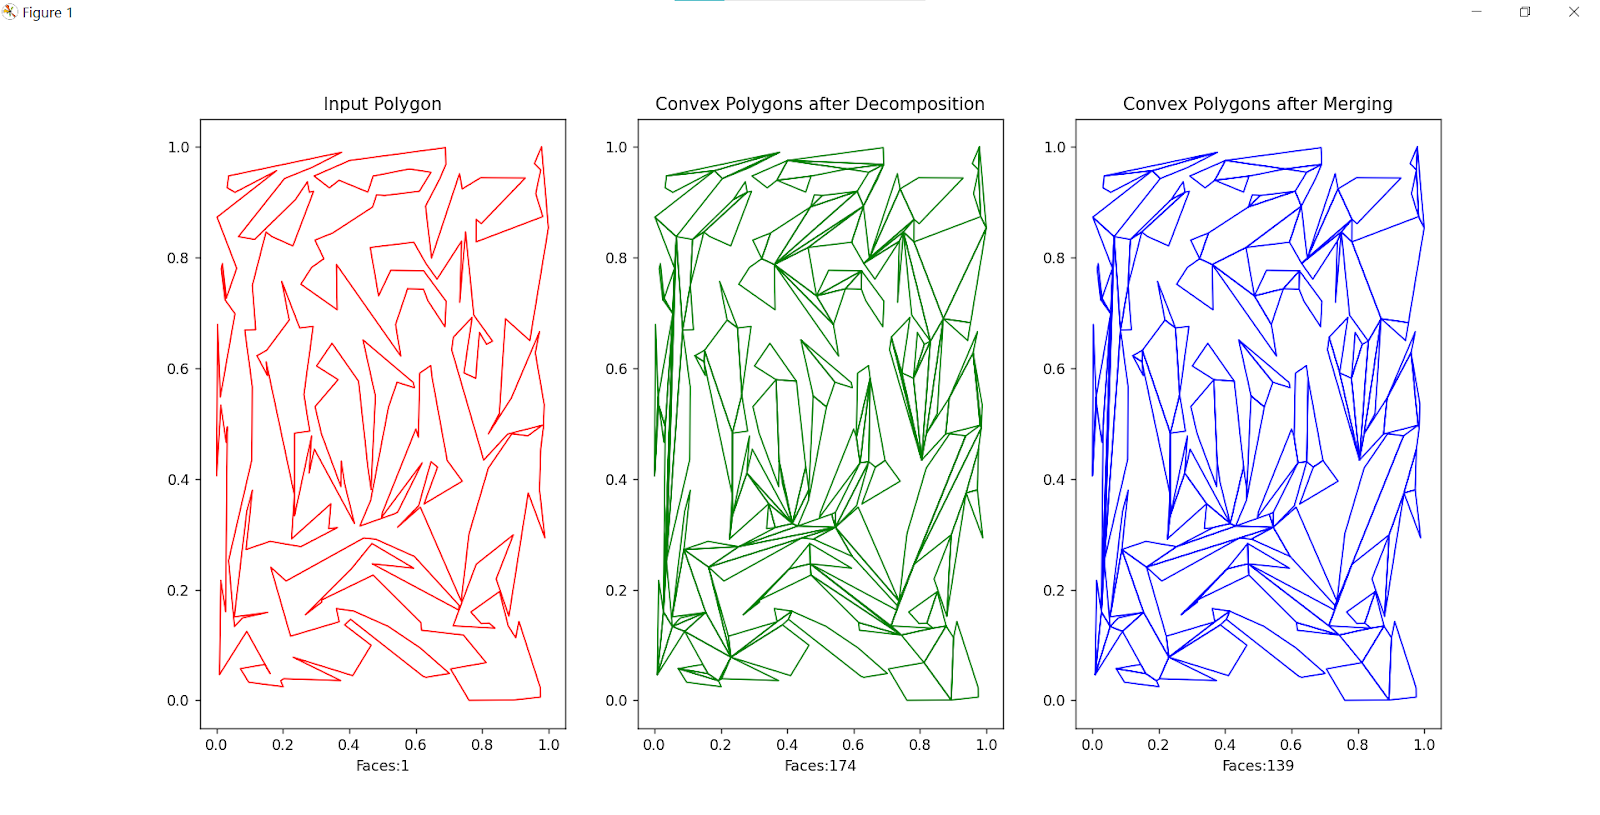 Figure 1
Input Polygon
Convex Polygons after Decomposition
Convex Polygons after Merging
1.0
0.8
0.6
0.4
0.2
0.0
0.0 0.2 0.4 0.6 0.8 1.0
Faces:1
1.0
0.8
0.6
0.4
0.2
0.0
0.0 0.2 0.4 0.6 0.8 1.0
Faces:174
1.0
0.8
0.6
0.4
0.2
0.0
0.0 0.2 0.4 0.6 0.8 1.0
Faces:139